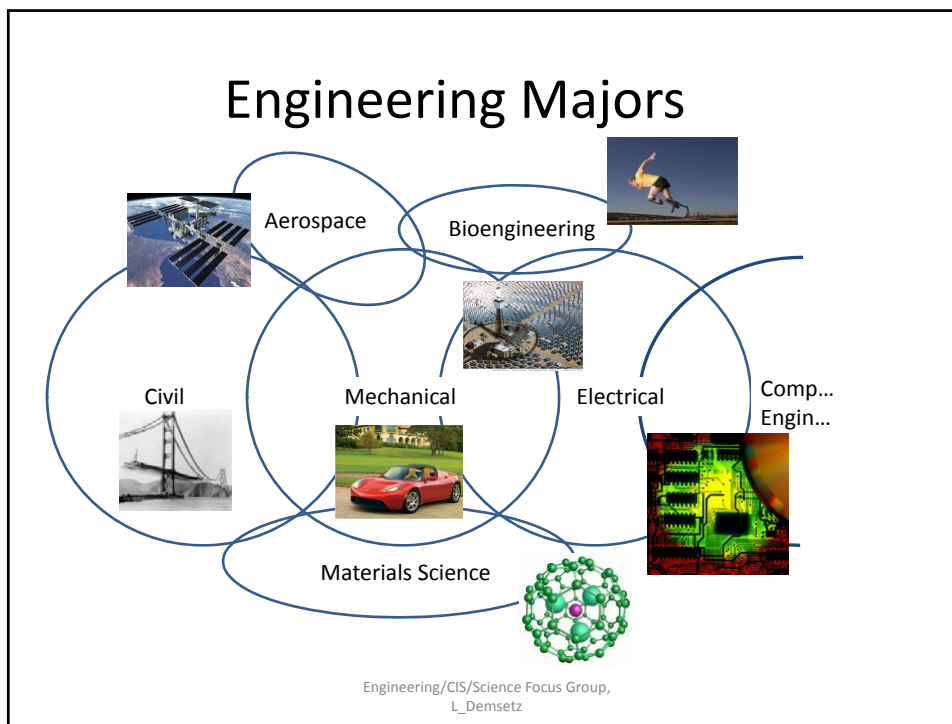 Engineering Majors
Aerospace
Bioengineering
Civil
Mechanical
Electrical
Comp...
Engin...
Materials Science
Engineering/CIS/Science Focus Group,
L_Demsetz